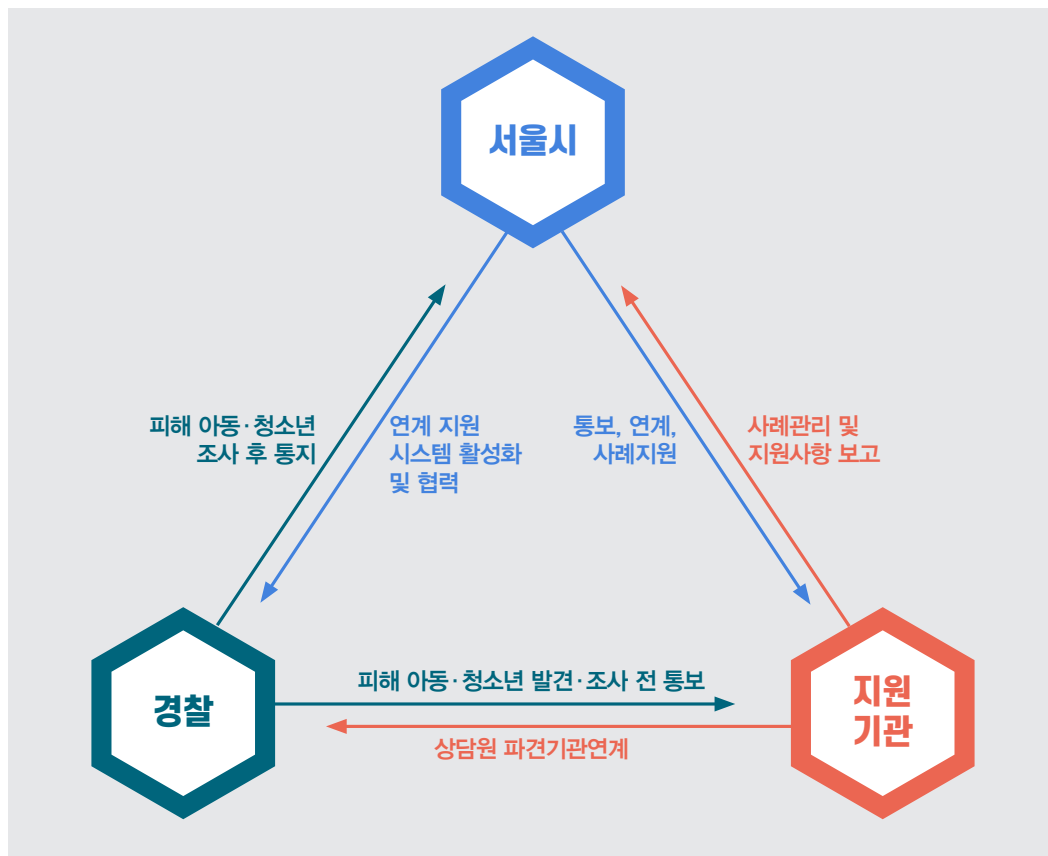 서울시
피해 아동·청소년
조사 후 통지
연계 지원
시스템 활성화
및 협력
통보, 연계,
사례지원
사례관리 및
지원사항 보고
경찰
피해 아동·청소년 발견·조사 전 통보
상담원 파견기관연계
지원
기관